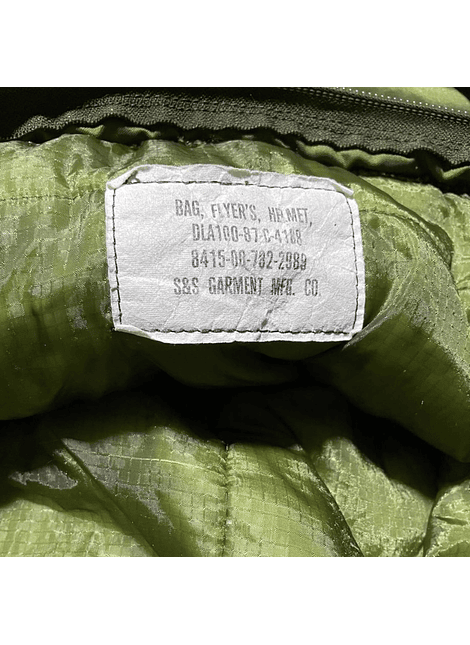 BAG, FLYER'S, HELMET,
DLA100-87-C-4188
8415-00-782-2989
S&S GARMENT MFG. CO.